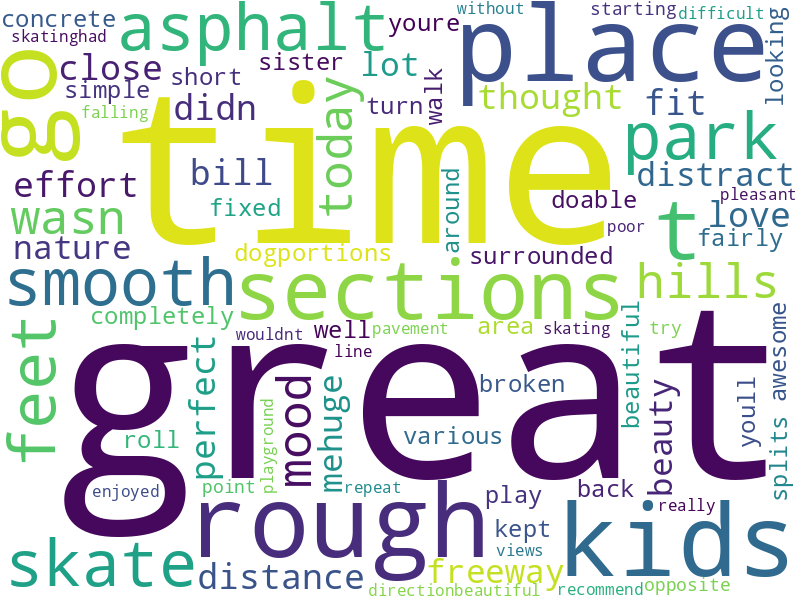 concrete
skatinghad
asphalt
youre
without
starting
difficult
place
looking
go
close
simple
short
sister
lot
falling
didn
turn
walk
thought
fit
time
today
park
effort
bill
doable
distract
pleasant
wasn
fixed
around
poor
t
love
nature
dogportions
surrounded
fairly
smooth
sections
hills
completely
wouldnt
well
pavement
area
skating
try
beautiful
awesome
line
feet
great
perfect
mood
mehuge
broken
beauty
youll
roll
various
splits
playground
enjoyed
point
repeat
play
back
really
rough
kept
kids
views
skate
distance
freeway
directionbeautiful
recommend
opposite